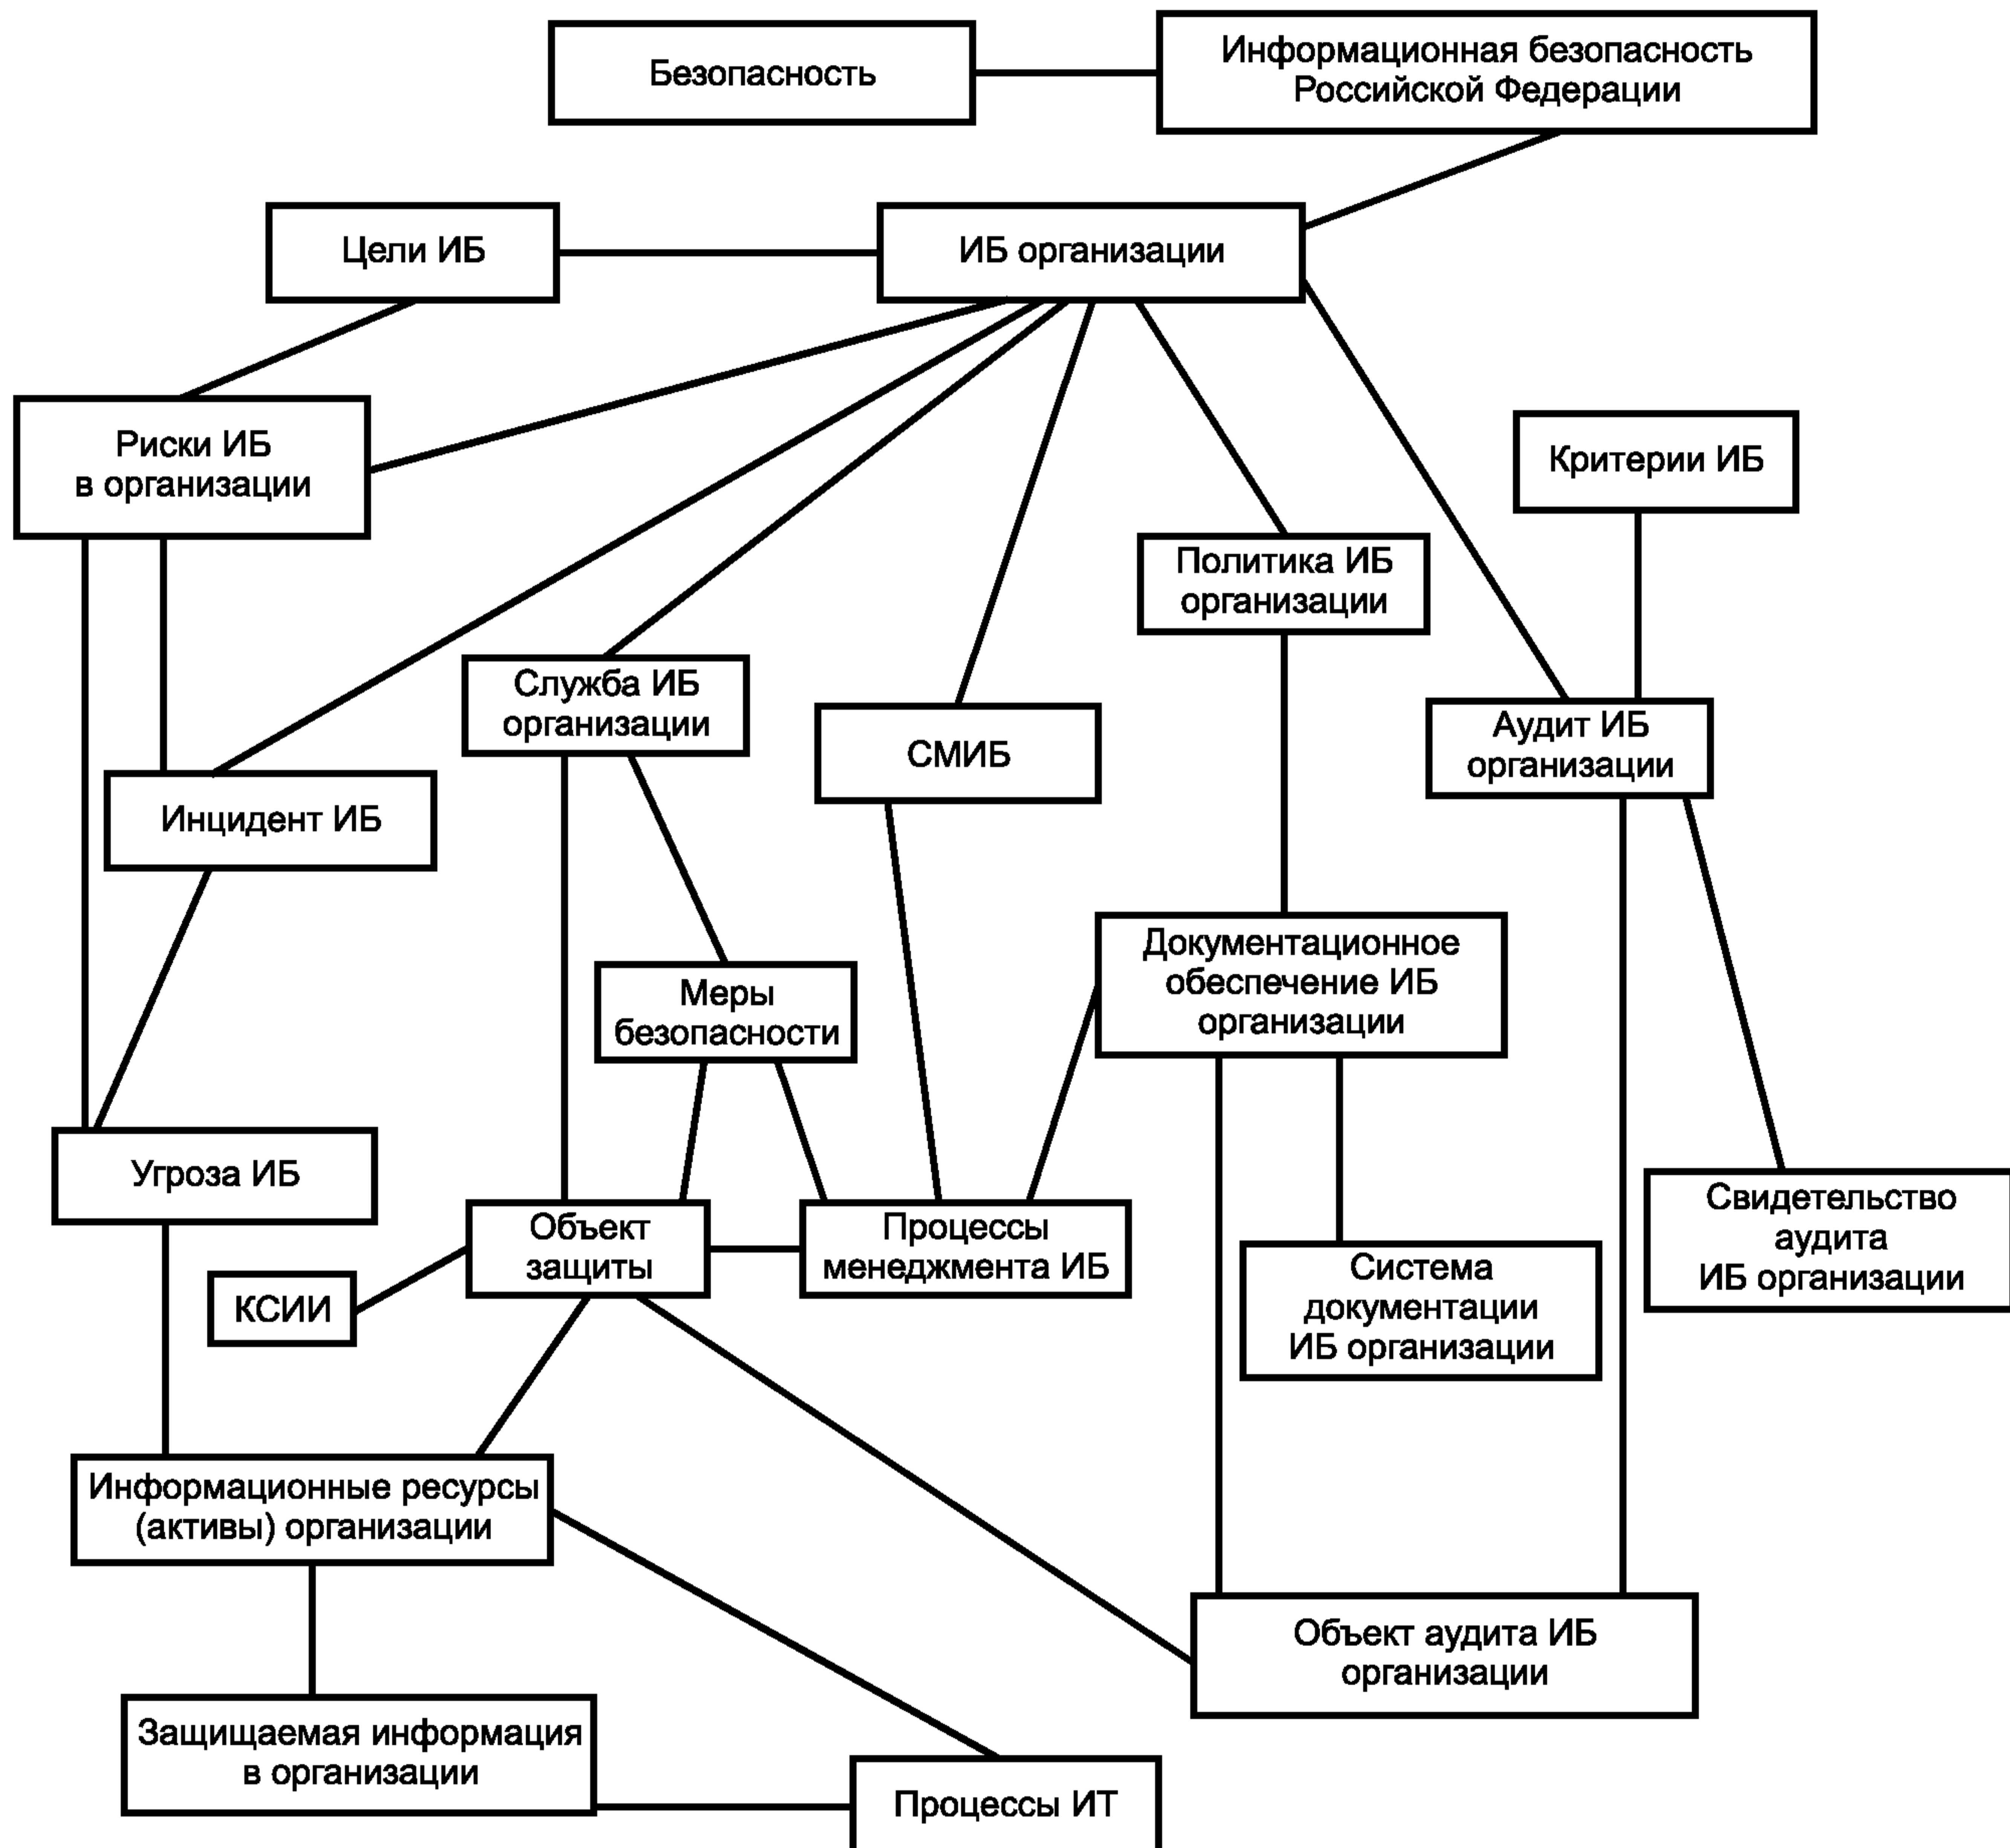 Безопасность
Информационная безопасность
Российской Федерации
Цели ИБ
ИБ организации
Риски ИБ
в организации
Критерии ИБ
Политика ИБ
организации
Служба ИБ
организации
СМИБ
Аудит ИБ
организации
Инцидент ИБ
Меры
безопасности
Документационное
обеспечение ИБ
организации
Угроза ИБ
Объект
защиты
Процессы
менеджмента ИБ
Свидетельство
аудита
ИБ организации
КСИИ
Система
документации
ИБ организации
Информационные ресурсы
(активы) организации
Объект аудита ИБ
организации
Защищаемая информация
в организации
Процессы ИТ